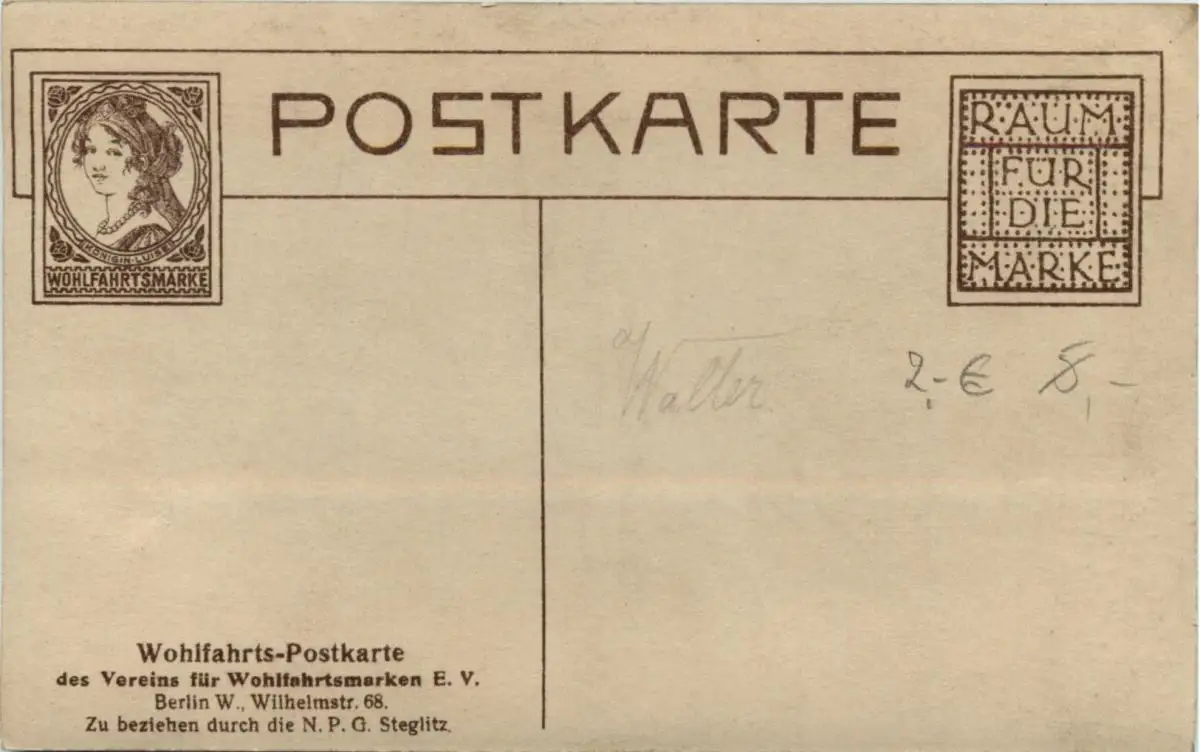 POSTKARTE
KÖNIGIN·LUISE
WOHLFAHRTSMARKE
RAUM
FÜR
DIE
MARKE
Walter
2,- € 8,-
Wohlfahrts-Postkarte
des Vereins für Wohlfahrtsmarken E. V.
Berlin W., Wilhelmstr. 68.
Zu beziehen durch die N. P. G. Steglitz.